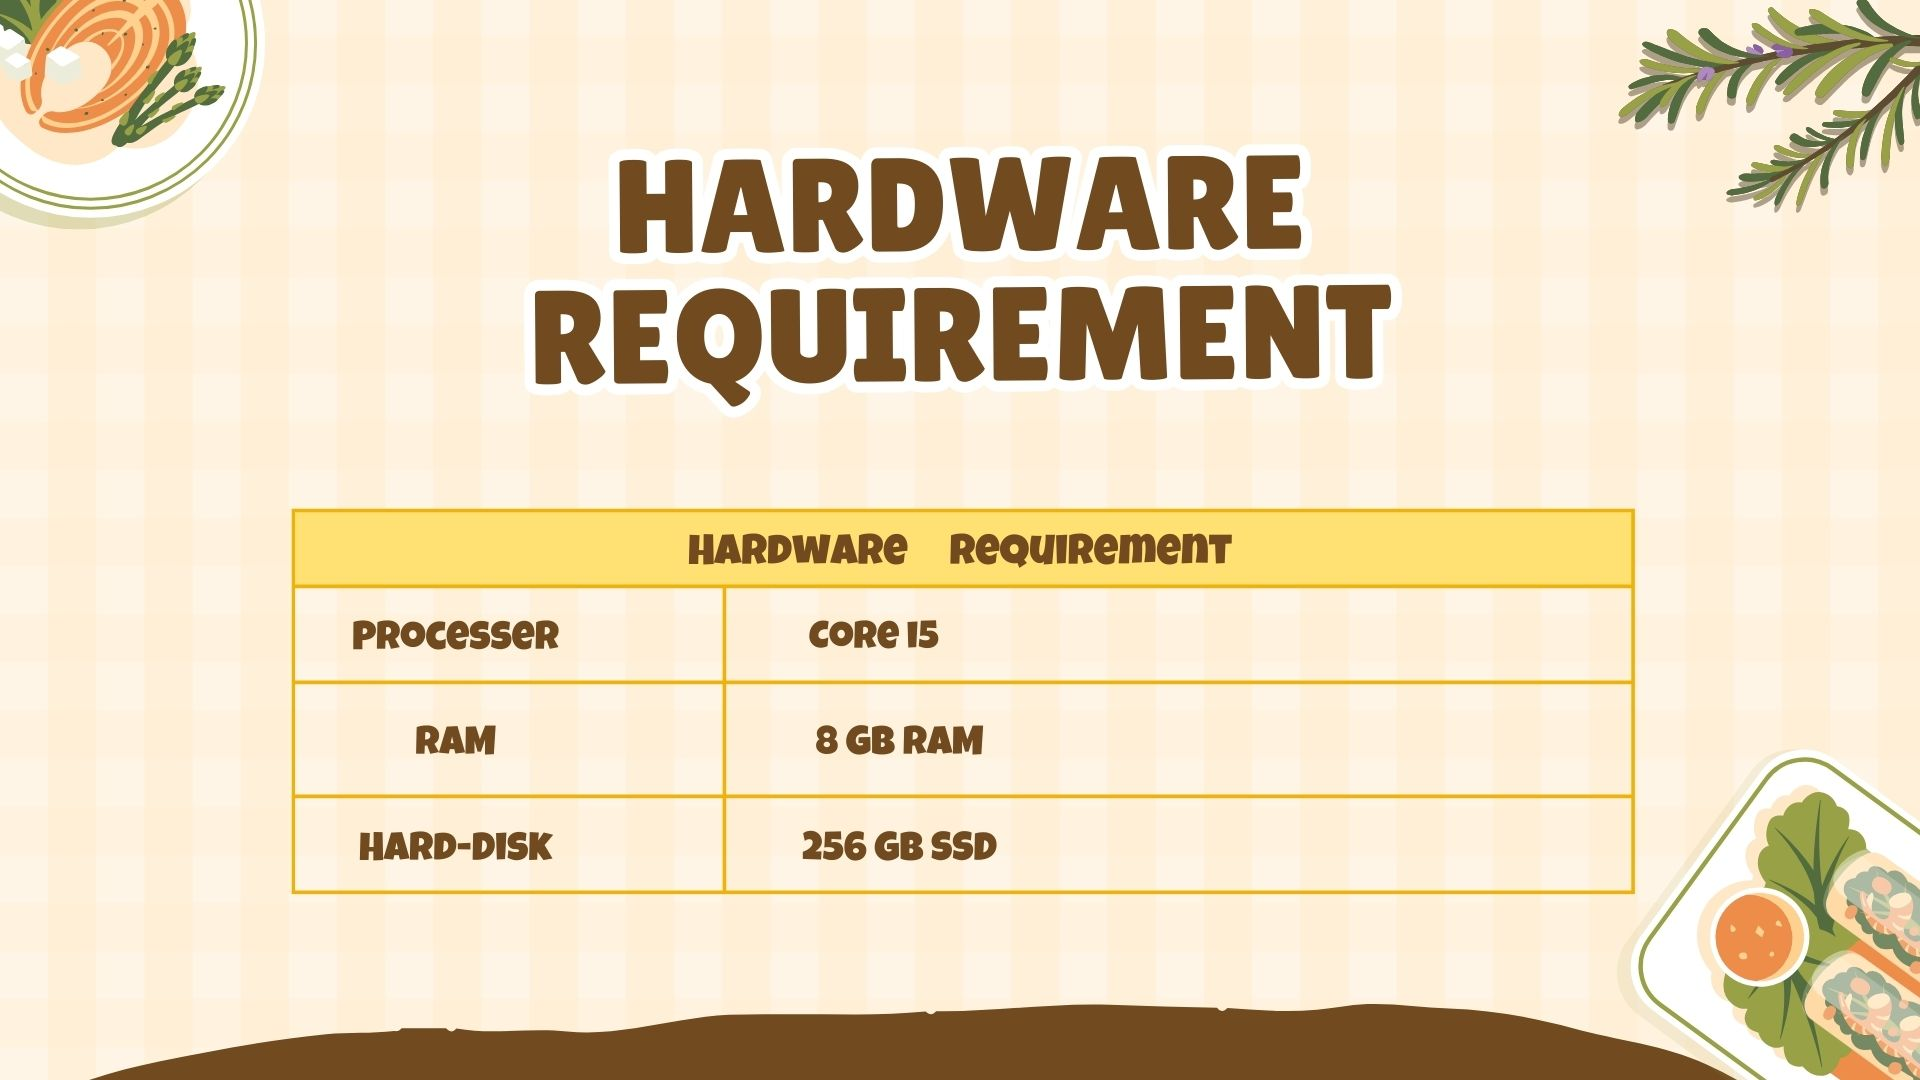 HARDWARE
REQUIREMENT
HARDWARE REQUIREMENT
PROCESSER CORE I5
RAM 8 GB RAM
HARD-DISK 256 GB SSD